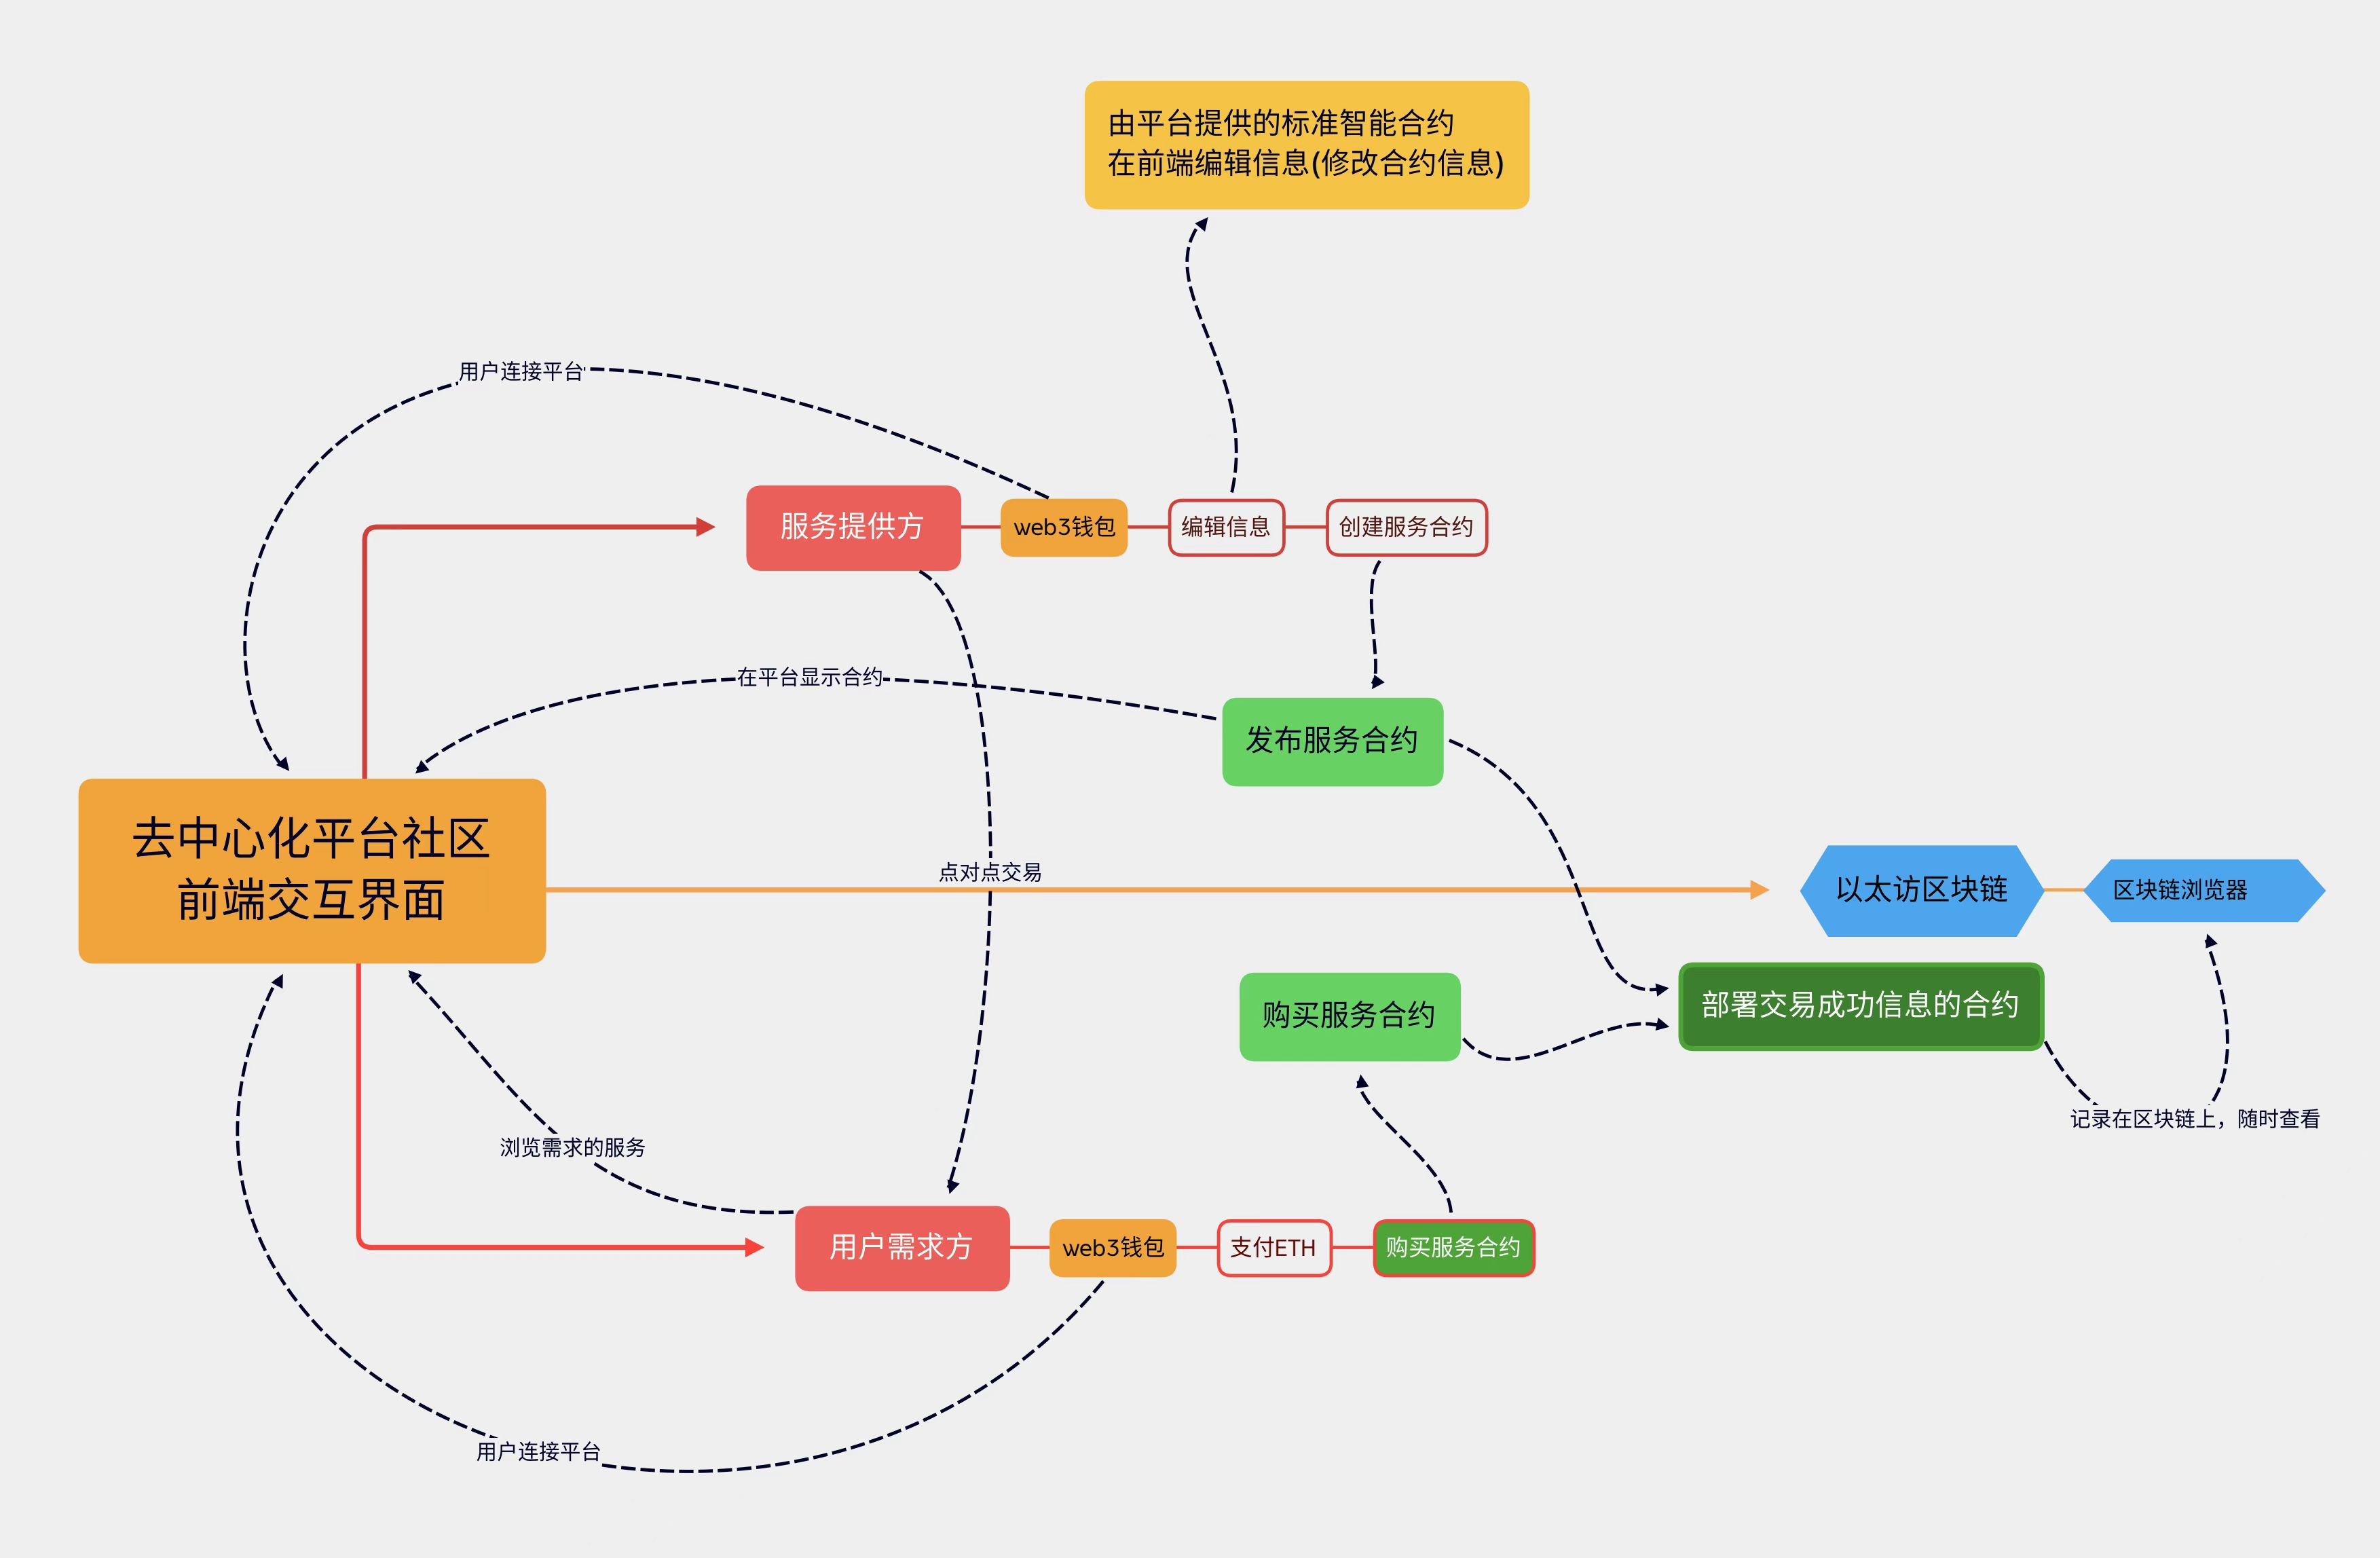 由平台提供的标准智能合约
在前端编辑信息(修改合约信息)
用户连接平台
服务提供方
web3钱包
编辑信息
创建服务合约
在平台显示合约
发布服务合约
去中心化平台社区
前端交互界面
点对点交易
以太访区块链
区块链浏览器
购买服务合约
部署交易成功信息的合约
记录在区块链上，随时查看
浏览需求的服务
用户需求方
web3钱包
支付ETH
购买服务合约
用户连接平台